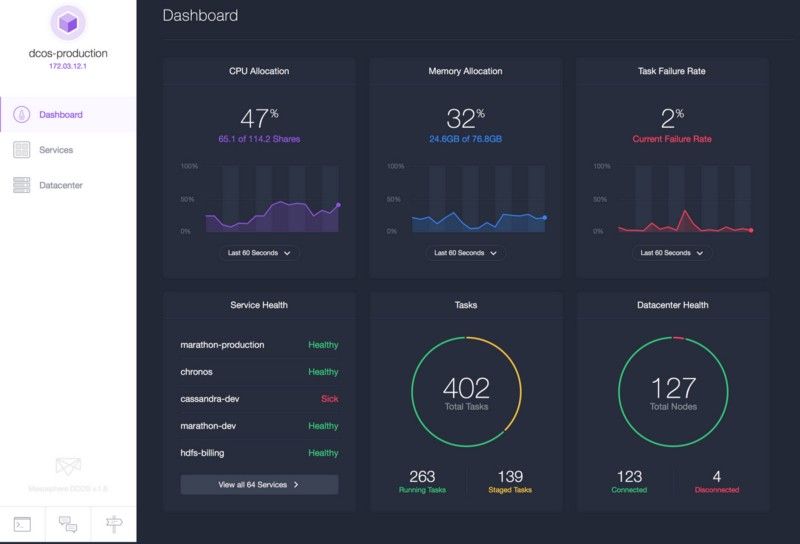 dcos-production
172.03.12.1
Dashboard
Services
Datacenter
Mesosphere DCOS v.1.6
Dashboard
CPU Allocation
47%
65.1 of 114.2 Shares
100%
50%
0%
Last 60 Seconds
Memory Allocation
32%
24.6GB of 76.8GB
100%
50%
0%
Last 60 Seconds
Task Failure Rate
2%
Current Failure Rate
100%
50%
0%
Last 60 Seconds
Service Health
marathon-production Healthy
chronos Healthy
cassandra-dev Sick
marathon-dev Healthy
hdfs-billing Healthy
View all 64 Services
Tasks
402
Total Tasks
263 139
Running Tasks Staged Tasks
Datacenter Health
127
Total Nodes
123 4
Connected Disconnected